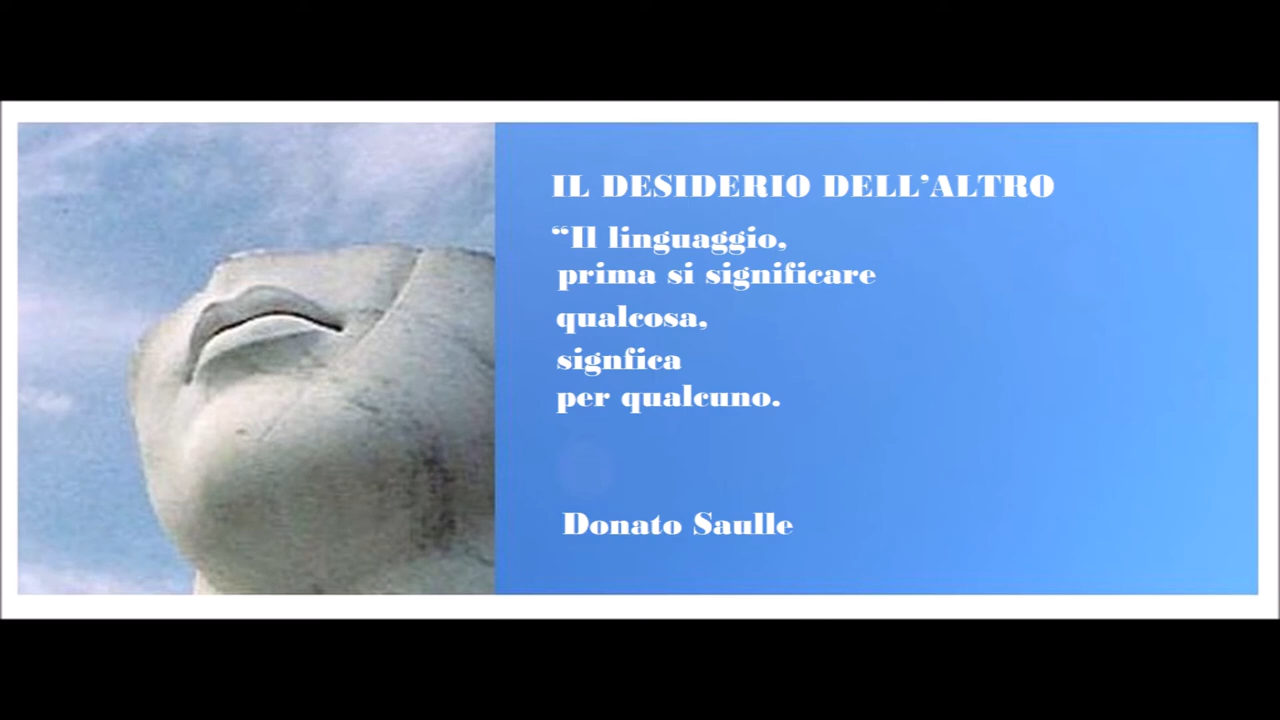 IL DESIDERIO DELL’ALTRO
“Il linguaggio,
prima si significare
qualcosa,
signfica
per qualcuno.
Donato Saulle